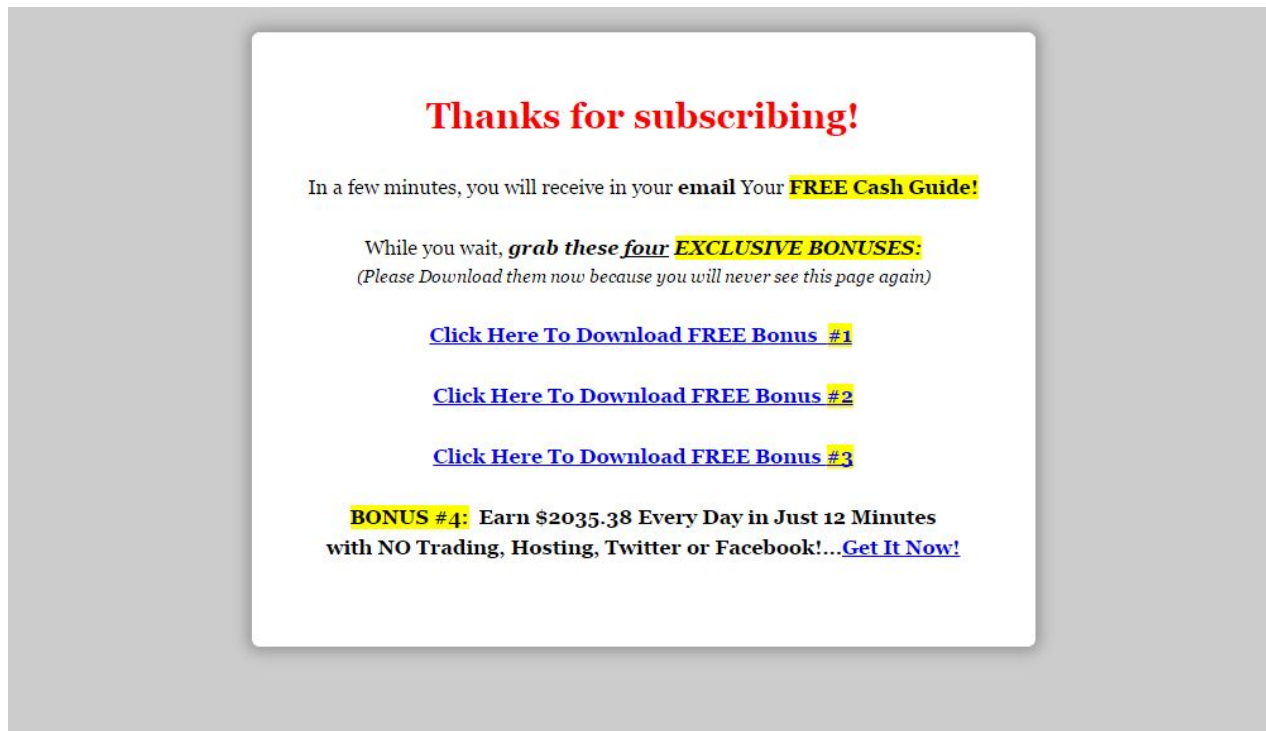 Thanks for subscribing!
In a few minutes, you will receive in your email Your FREE Cash Guide!
While you wait, grab these four EXCLUSIVE BONUSES:
(Please Download them now because you will never see this page again)
Click Here To Download FREE Bonus #1
Click Here To Download FREE Bonus #2
Click Here To Download FREE Bonus #3
BONUS #4: Earn $2035.38 Every Day in Just 12 Minutes
with NO Trading, Hosting, Twitter or Facebook!...Get It Now!